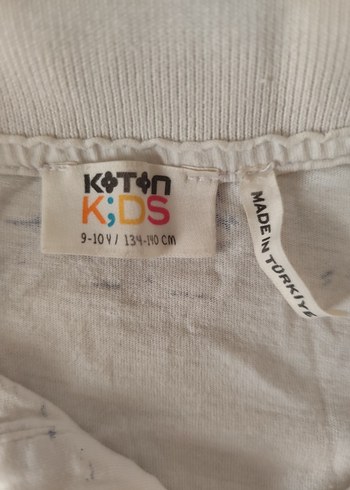 KOTON
K;DS
9-10 Y / 134-140 CM
MADE IN TÜRKİYE